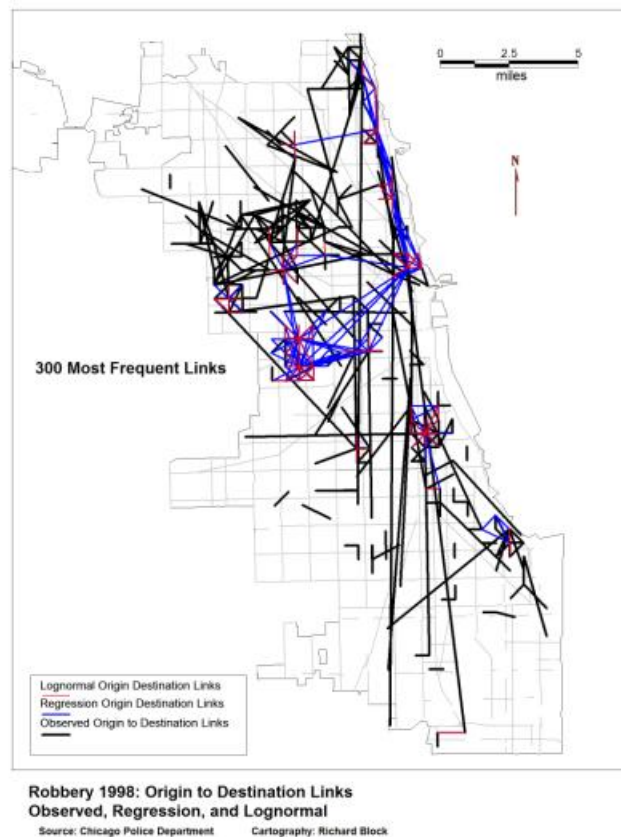 0 2.5 5
miles
N
300 Most Frequent Links
Lognormal Origin Destination Links
Regression Origin Destination Links
Observed Origin to Destination Links
Robbery 1998: Origin to Destination Links
Observed, Regression, and Lognormal
Source: Chicago Police Department Cartography: Richard Block